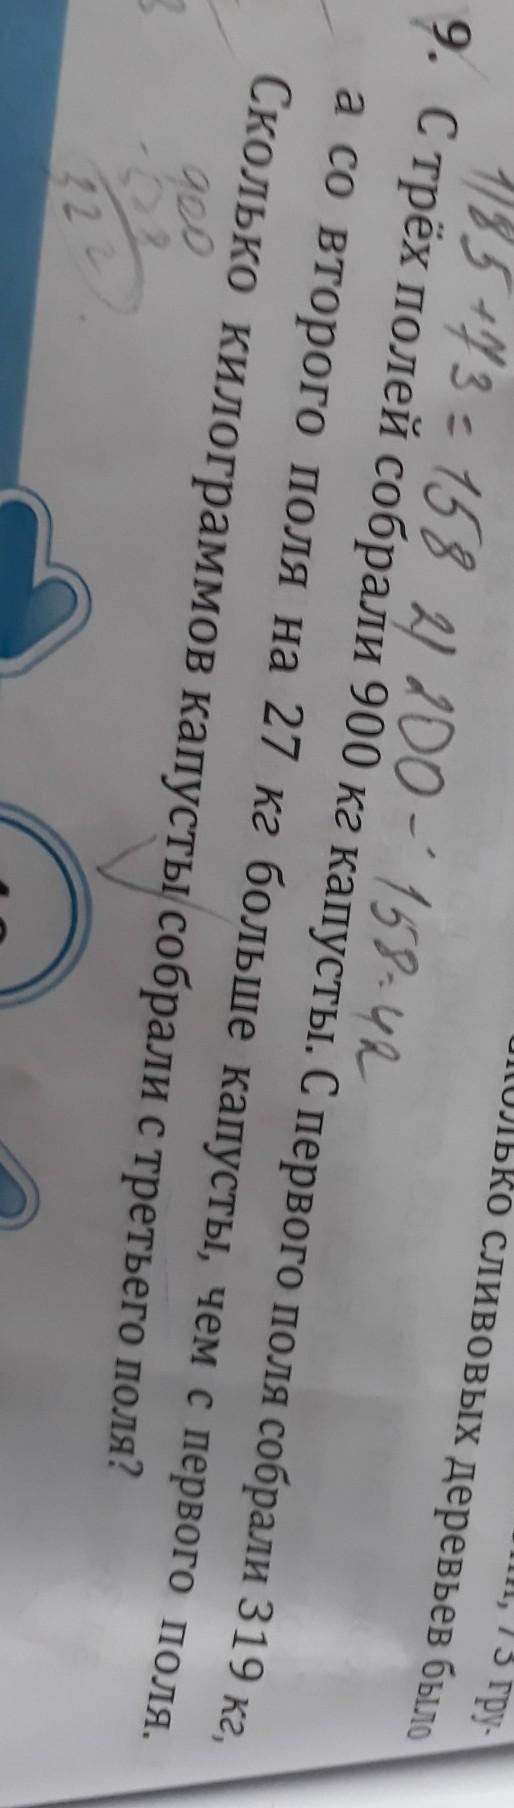 сколько сливовых деревьев было
1) 85 + 73 = 158 2) 200 - 158 = 42
9. С трёх полей собрали 900 кг капусты. С первого поля собрали 319 кг,
а со второго поля на 27 кг больше капусты, чем с первого поля.
Сколько килограммов капусты собрали с третьего поля?
900